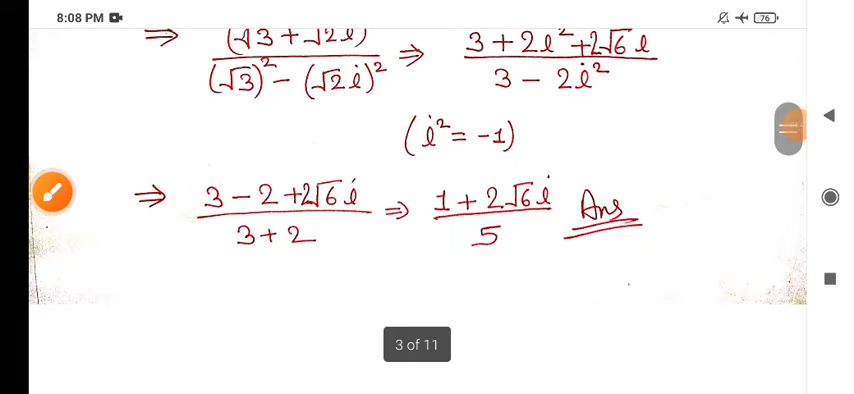 8:08 PM 76
⇒ (√3 + √2i) / (√3)² − (√2i)² ⇒ 3 + 2i² + 2√6i / 3 − 2i²
(i² = −1)
⇒ 3 − 2 + 2√6i / 3 + 2 ⇒ 1 + 2√6i / 5 Ans
3 of 11